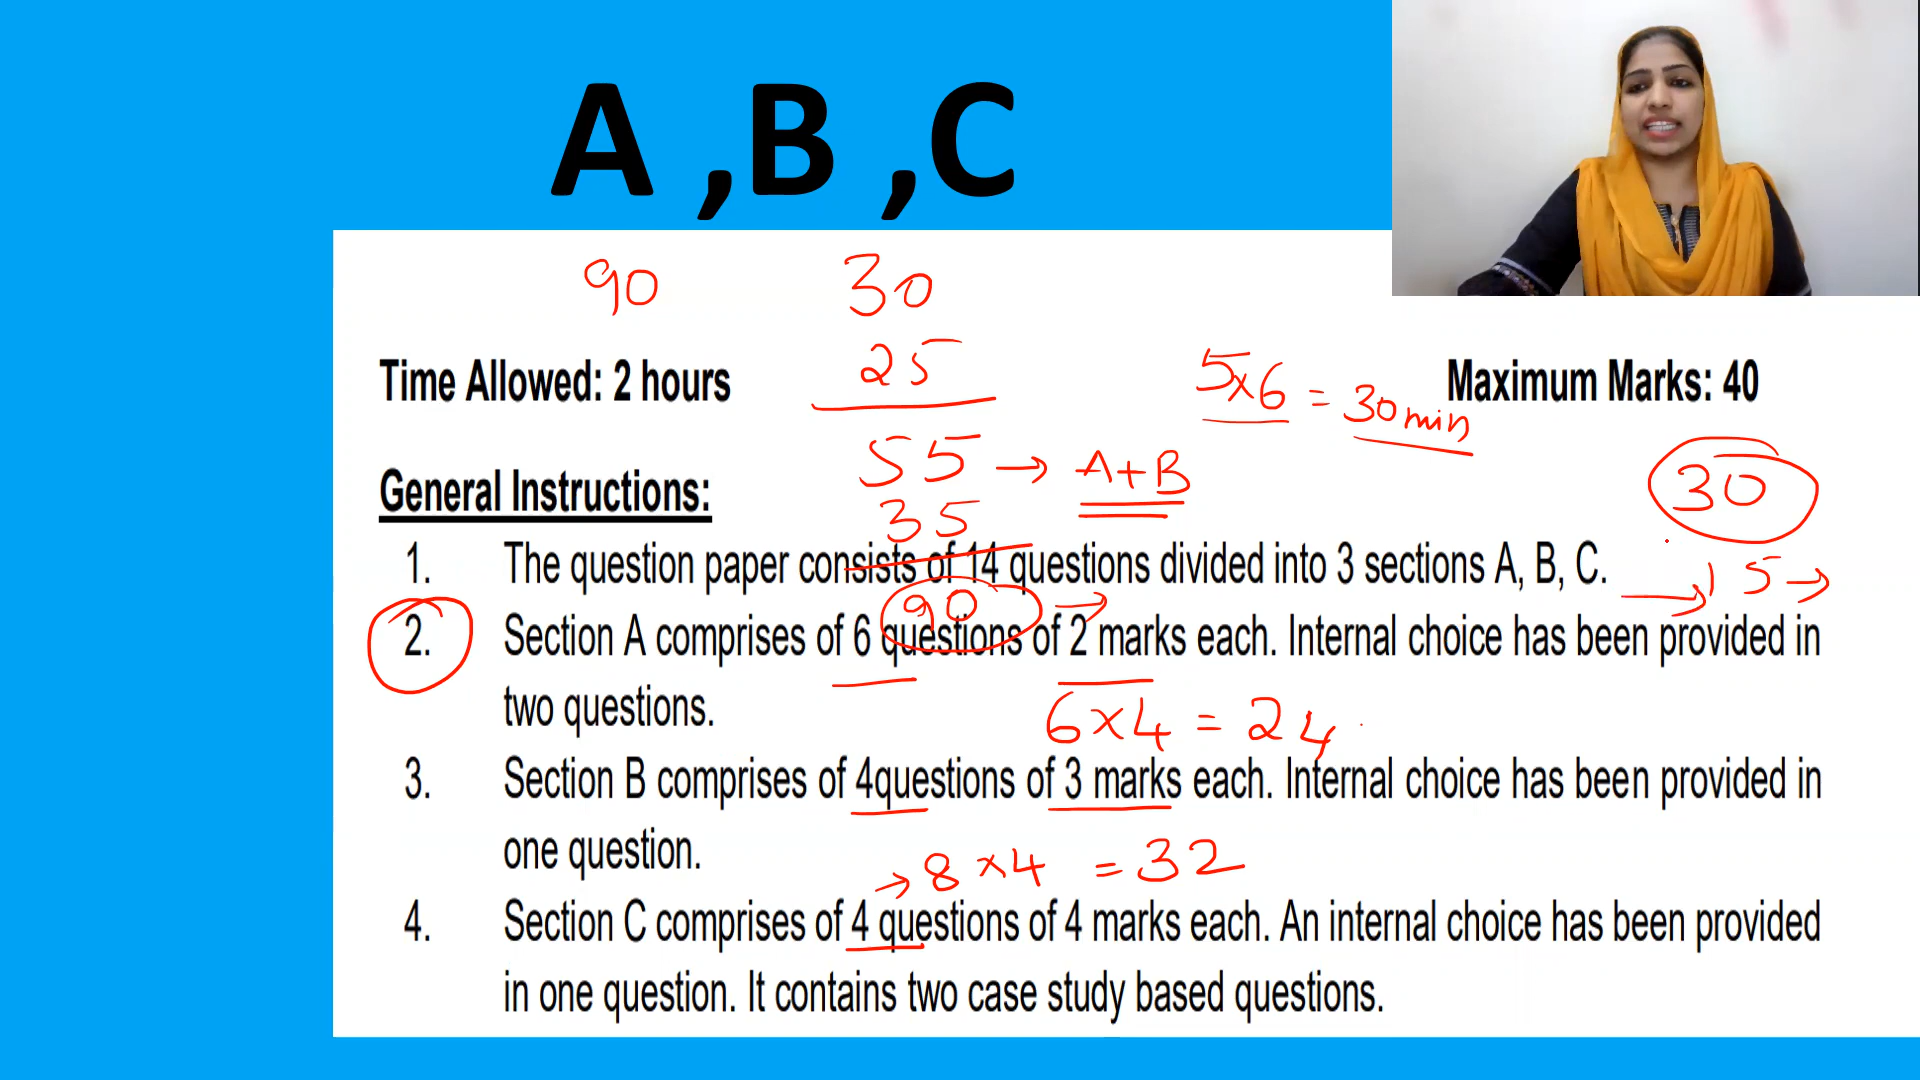 A ,B ,C
90 30
25
Time Allowed: 2 hours
5x6 = 30 min
Maximum Marks: 40
55 → A+B
30
General Instructions:
35
1. The question paper consists of 14 questions divided into 3 sections A, B, C.
→ 15 →
90 →
2. Section A comprises of 6 questions of 2 marks each. Internal choice has been provided in
two questions.
6x4 = 24
3. Section B comprises of 4questions of 3 marks each. Internal choice has been provided in
one question.
→ 8 x4 = 32
4. Section C comprises of 4 questions of 4 marks each. An internal choice has been provided
in one question. It contains two case study based questions.